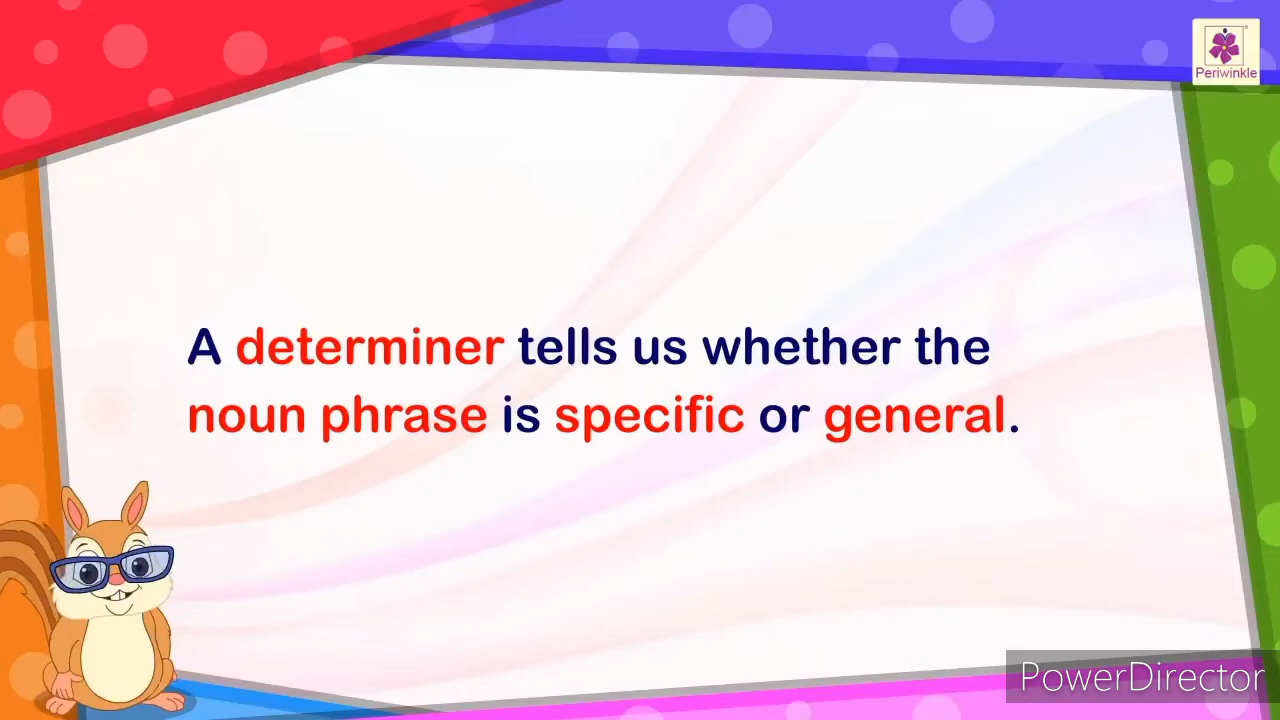 Periwinkle
A determiner tells us whether the
noun phrase is specific or general.
PowerDirector